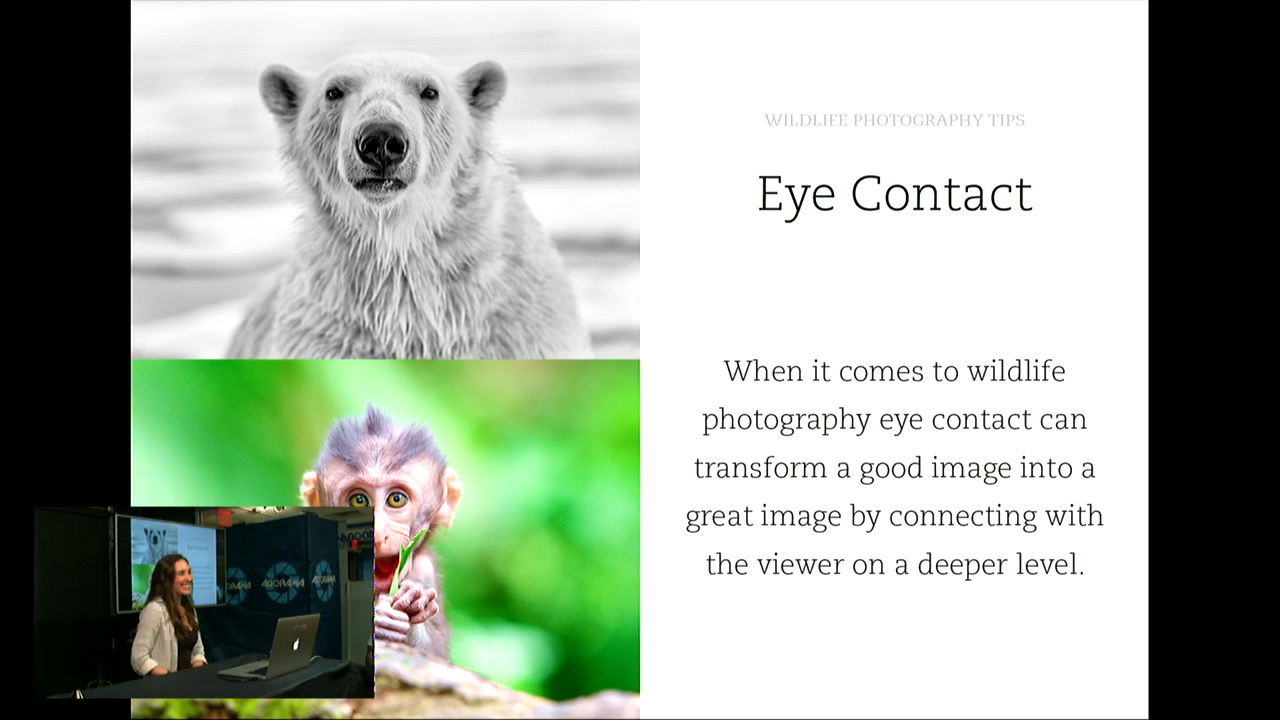 WILDLIFE PHOTOGRAPHY TIPS
Eye Contact
When it comes to wildlife
photography eye contact can
transform a good image into a
great image by connecting with
the viewer on a deeper level.
ADORAMA